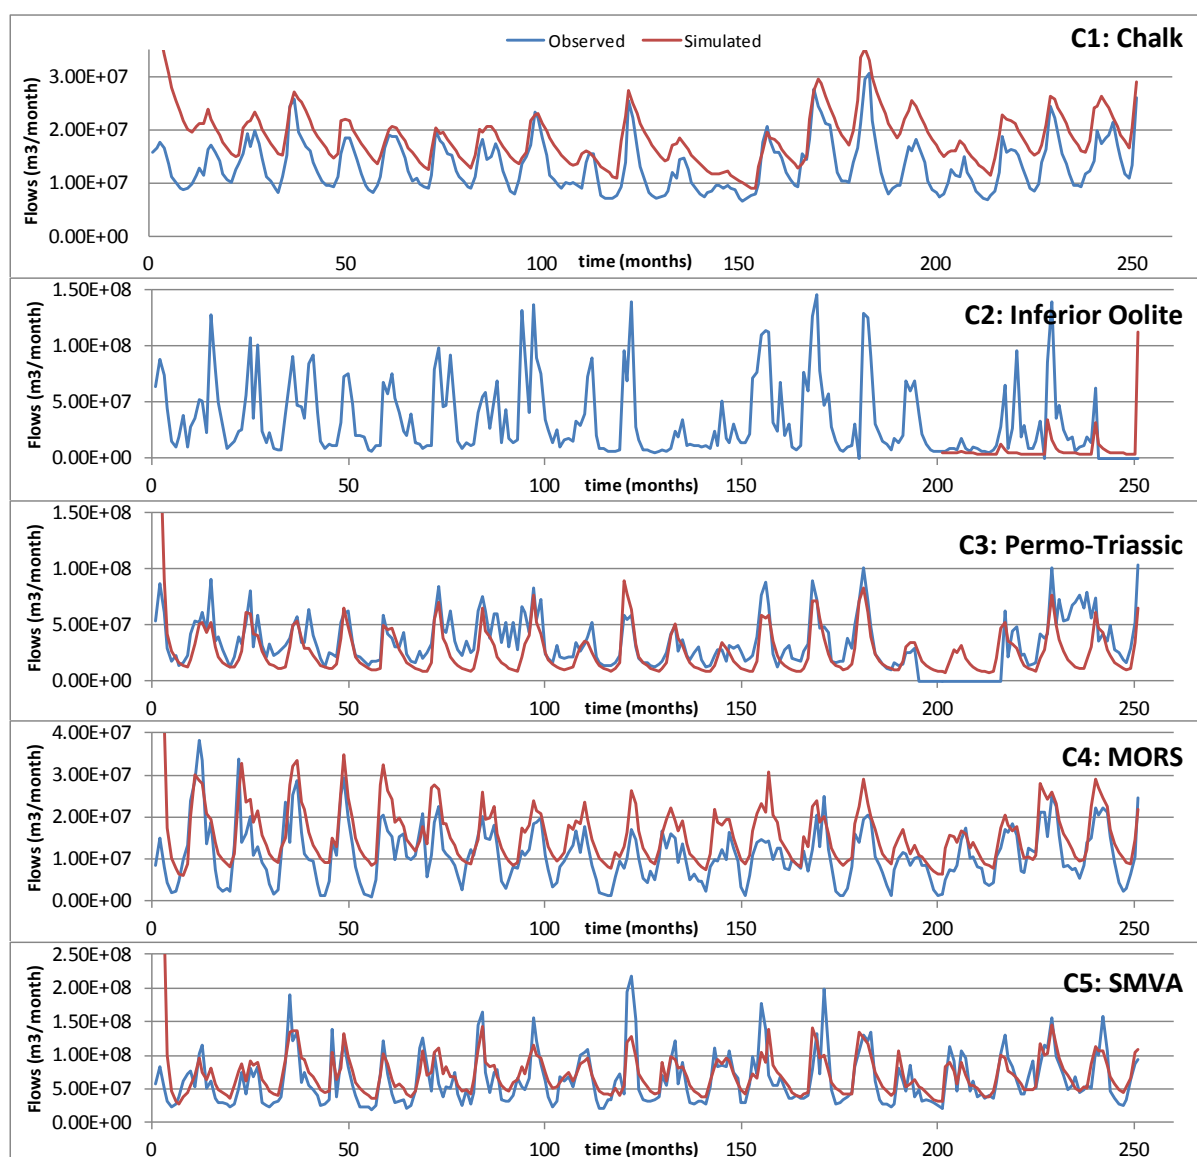 C1: Chalk
Observed Simulated
Flows (m3/month)
3.00E+07
2.00E+07
1.00E+07
0.00E+00
0 50 100 150 200 250
time (months)
C2: Inferior Oolite
Flows (m3/month)
1.50E+08
1.00E+08
5.00E+07
0.00E+00
0 50 100 150 200 250
time (months)
C3: Permo-Triassic
Flows (m3/month)
1.50E+08
1.00E+08
5.00E+07
0.00E+00
0 50 100 150 200 250
time (months)
C4: MORS
Flows (m3/month)
4.00E+07
3.00E+07
2.00E+07
1.00E+07
0.00E+00
0 50 100 150 200 250
time (months)
C5: SMVA
Flows (m3/month)
2.50E+08
2.00E+08
1.50E+08
1.00E+08
5.00E+07
0.00E+00
0 50 100 150 200 250
time (months)